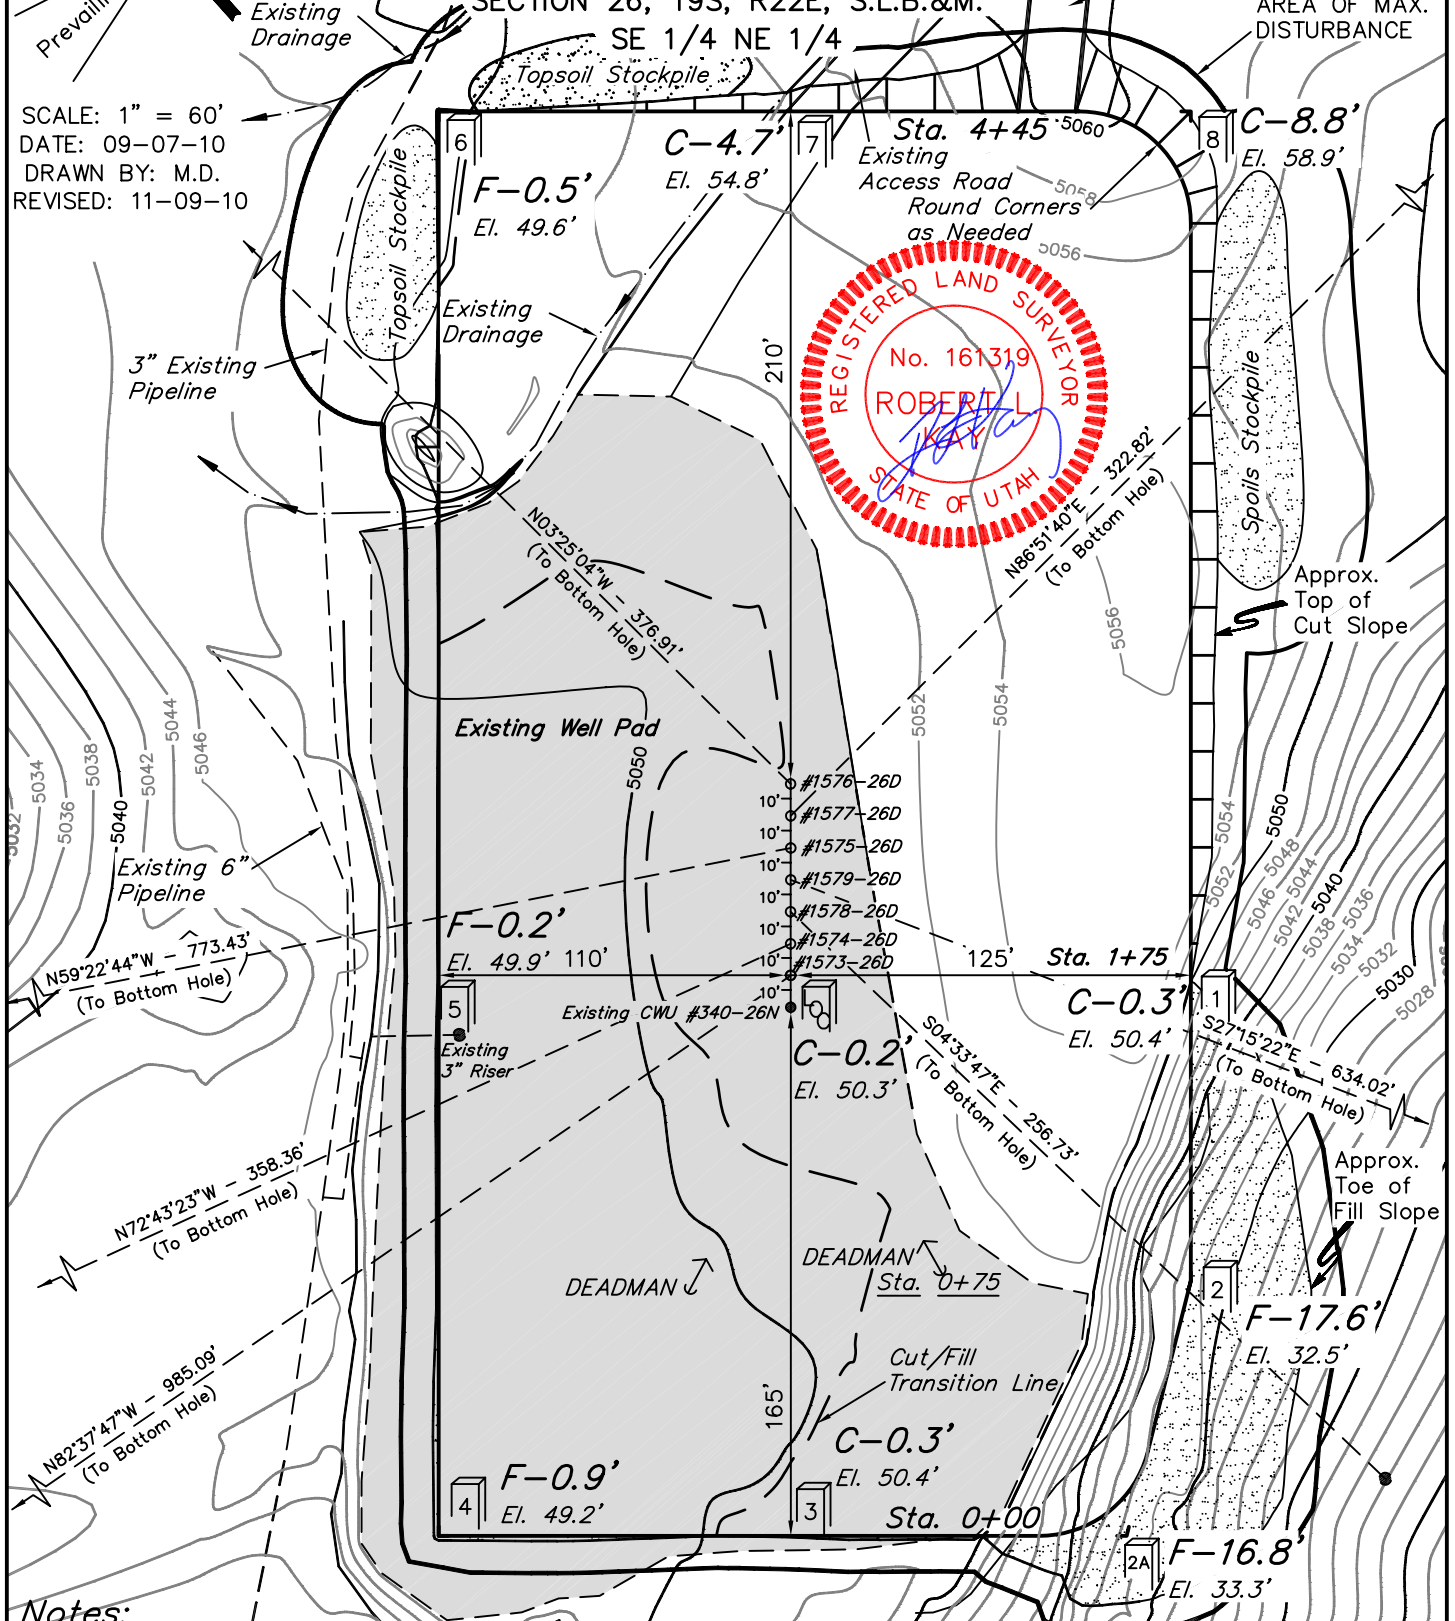 SECTION 26, T9S, R22E, S.L.B.&M.
SE 1/4 NE 1/4
Existing
Drainage
AREA OF MAX.
DISTURBANCE
Topsoil Stockpile
SCALE: 1" = 60'
DATE: 09-07-10
DRAWN BY: M.D.
REVISED: 11-09-10
6
F-0.5'
El. 49.6'
C-4.7'
El. 54.8'
7
Sta. 4+45
5060
8
C-8.8'
El. 58.9'
Existing
Access Road
5058
Round Corners
as Needed
5056
Topsoil Stockpile
Existing
Drainage
3" Existing
Pipeline
210'
REGISTERED LAND SURVEYOR
No. 161319
ROBERT L.
KAY
STATE OF UTAH
Spoils Stockpile
N86°51'40"E - 322.82'
(To Bottom Hole)
N03°25'04"W - 376.91'
(To Bottom Hole)
Approx.
Top of
Cut Slope
5056
5052
5054
Existing Well Pad
5050
5044
5046
5042
5038
5034
5036
5040
5032
#1576-26D
10'
#1577-26D
10'
#1575-26D
10'
#1579-26D
10'
#1578-26D
10'
#1574-26D
10'
#1573-26D
10'
Existing CWU #340-26N
5054
5050
5052
5048
5046
5044
5042
5040
5038
5036
5034
5032
5030
5028
Existing 6"
Pipeline
F-0.2'
El. 49.9'
110'
125'
Sta. 1+75
N59°22'44"W - 773.43'
(To Bottom Hole)
5
Existing
3" Riser
C-0.2'
El. 50.3'
C-0.3'
El. 50.4'
1
S27°15'22"E - 634.02'
(To Bottom Hole)
S04°33'47"E - 256.73'
(To Bottom Hole)
N72°43'23"W - 358.36'
(To Bottom Hole)
Approx.
Toe of
Fill Slope
DEADMAN
DEADMAN
Sta. 0+75
2
F-17.6'
El. 32.5'
Cut/Fill
Transition Line
165'
N82°37'47"W - 985.09'
(To Bottom Hole)
C-0.3'
El. 50.4'
4
F-0.9'
El. 49.2'
3
Sta. 0+00
2A
F-16.8'
El. 33.3'
Notes: